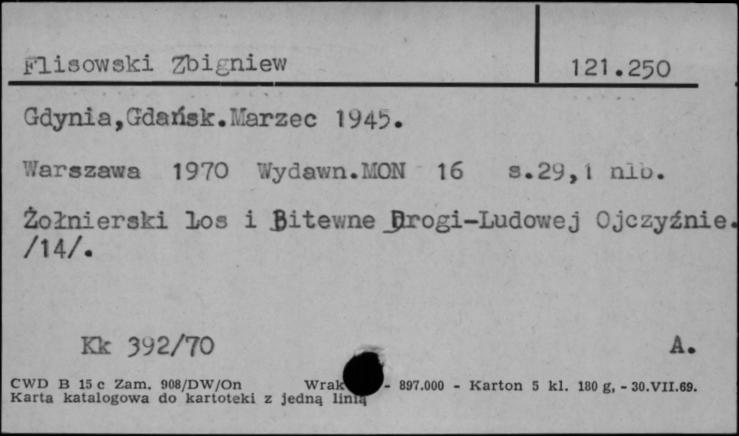 Flisowski Zbigniew 121.250
Gdynia,Gdańsk.Marzec 1945.
Warszawa 1970 Wydawn.MON 16 s.29,1 nlb.
Żołnierski los i Bitewne Drogi-Ludowej Ojczyźnie.
/14/.
Kk 392/70 A.
CWD B 15 c Zam. 908/DW/On Wrak - 897.000 - Karton 5 kl. 180 g, - 30.VII.69.
Karta katalogowa do kartoteki z jedną linią